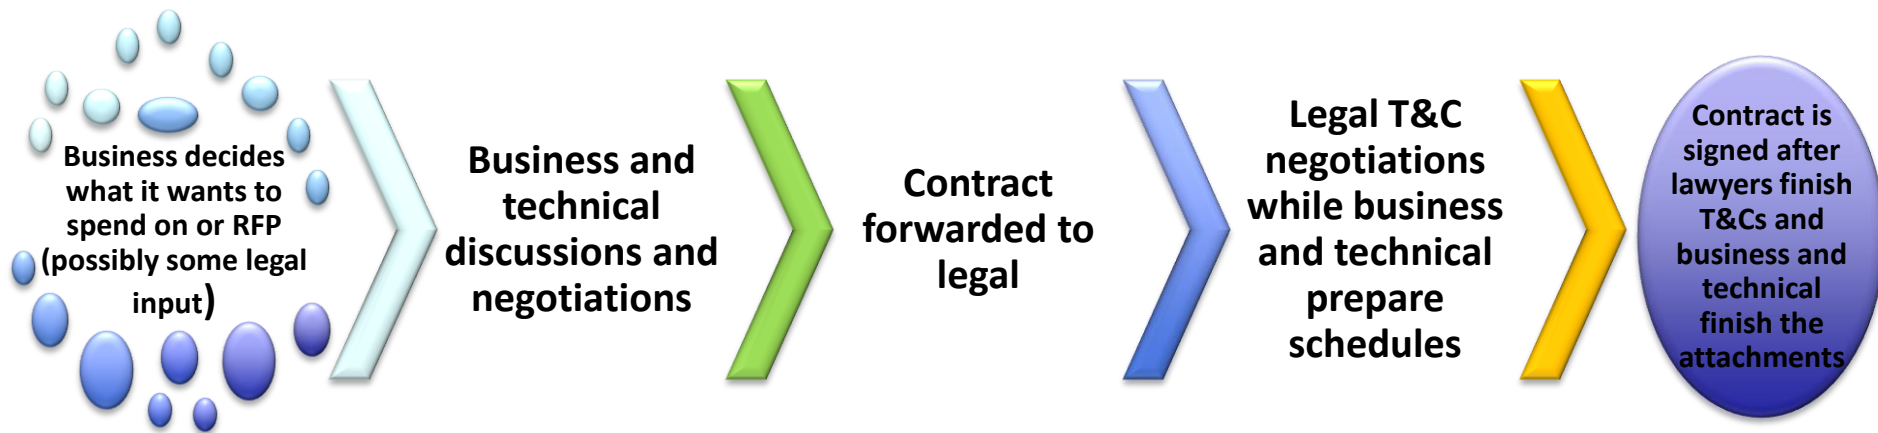 Business decides
what it wants to
spend on or RFP
(possibly some legal
input)
Business and
technical
discussions and
negotiations
Contract
forwarded to
legal
Legal T&C
negotiations
while business
and technical
prepare
schedules
Contract is
signed after
lawyers finish
T&Cs and
business and
technical
finish the
attachments